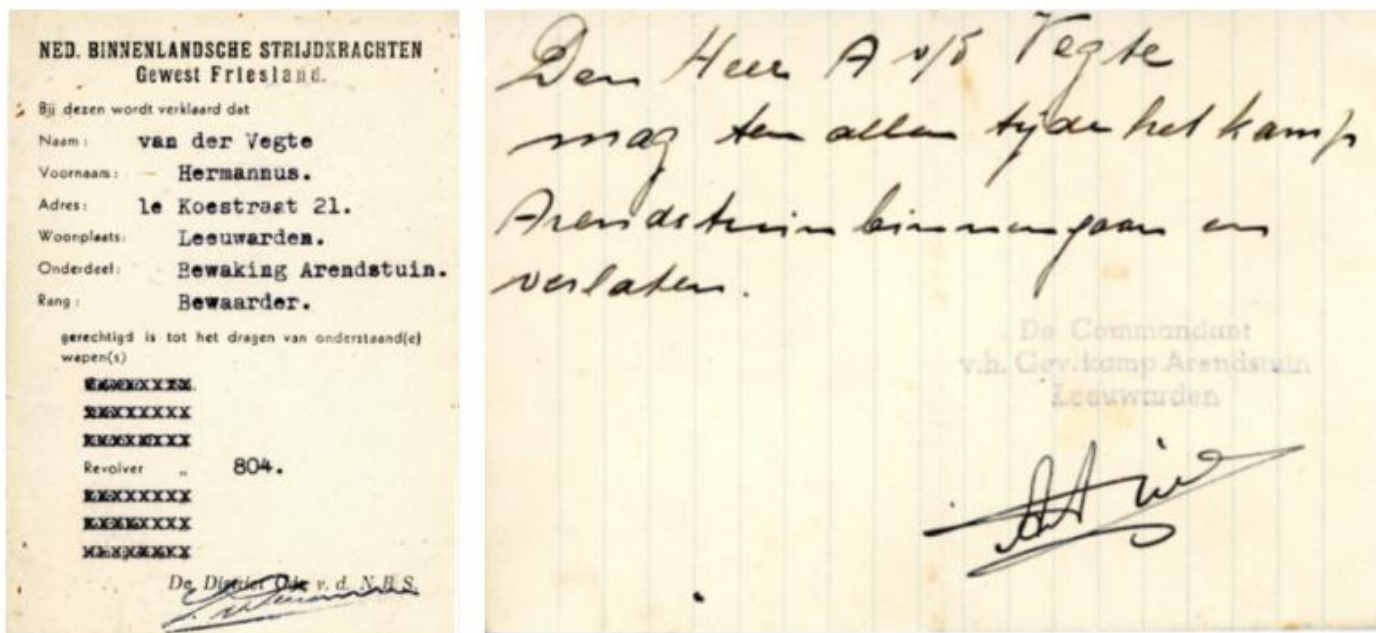 NED. BINNENLANDSCHE STRIJDKRACHTEN
Gewest Friesland.
Bij dezen wordt verklaard dat
Naam: van der Vegte
Voornaam: Hermannus.
Adres: 1e Koestraat 21.
Woonplaats: Leeuwarden.
Onderdeel: Bewaking Arendstuin.
Rang: Bewaarder.
gerechtigd is tot het dragen van onderstaand(e)
wapen(s)
Revolver „ 804.
De District Cdt v. d. N.B.S.
Den Heer A v/d Vegte
mag ten allen tijde het kamp
Arendstuin binnengaan en
verlaten.
De Commandant
v.h. Gev.kamp Arendstuin
Leeuwarden